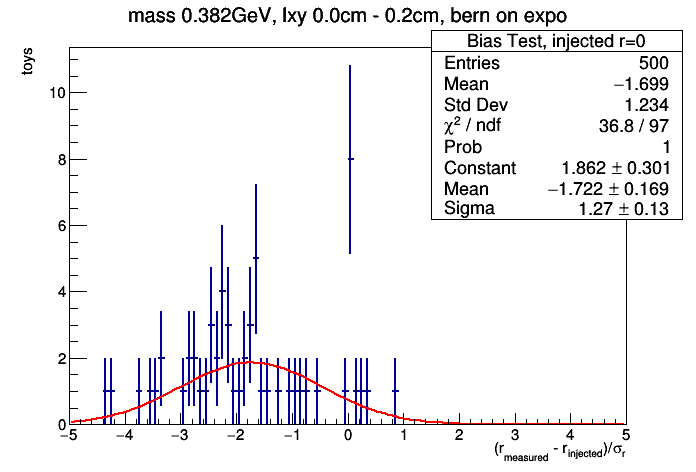 mass 0.382GeV, lxy 0.0cm - 0.2cm, bern on expo
toys
Bias Test, injected r=0
Entries 500
Mean −1.699
Std Dev 1.234
χ² / ndf 36.8 / 97
Prob 1
Constant 1.862 ± 0.301
Mean −1.722 ± 0.169
Sigma 1.27 ± 0.13
10
8
6
4
2
0
−5 −4 −3 −2 −1 0 1 2 3 4 5
(r_measured - r_injected)/σ_r